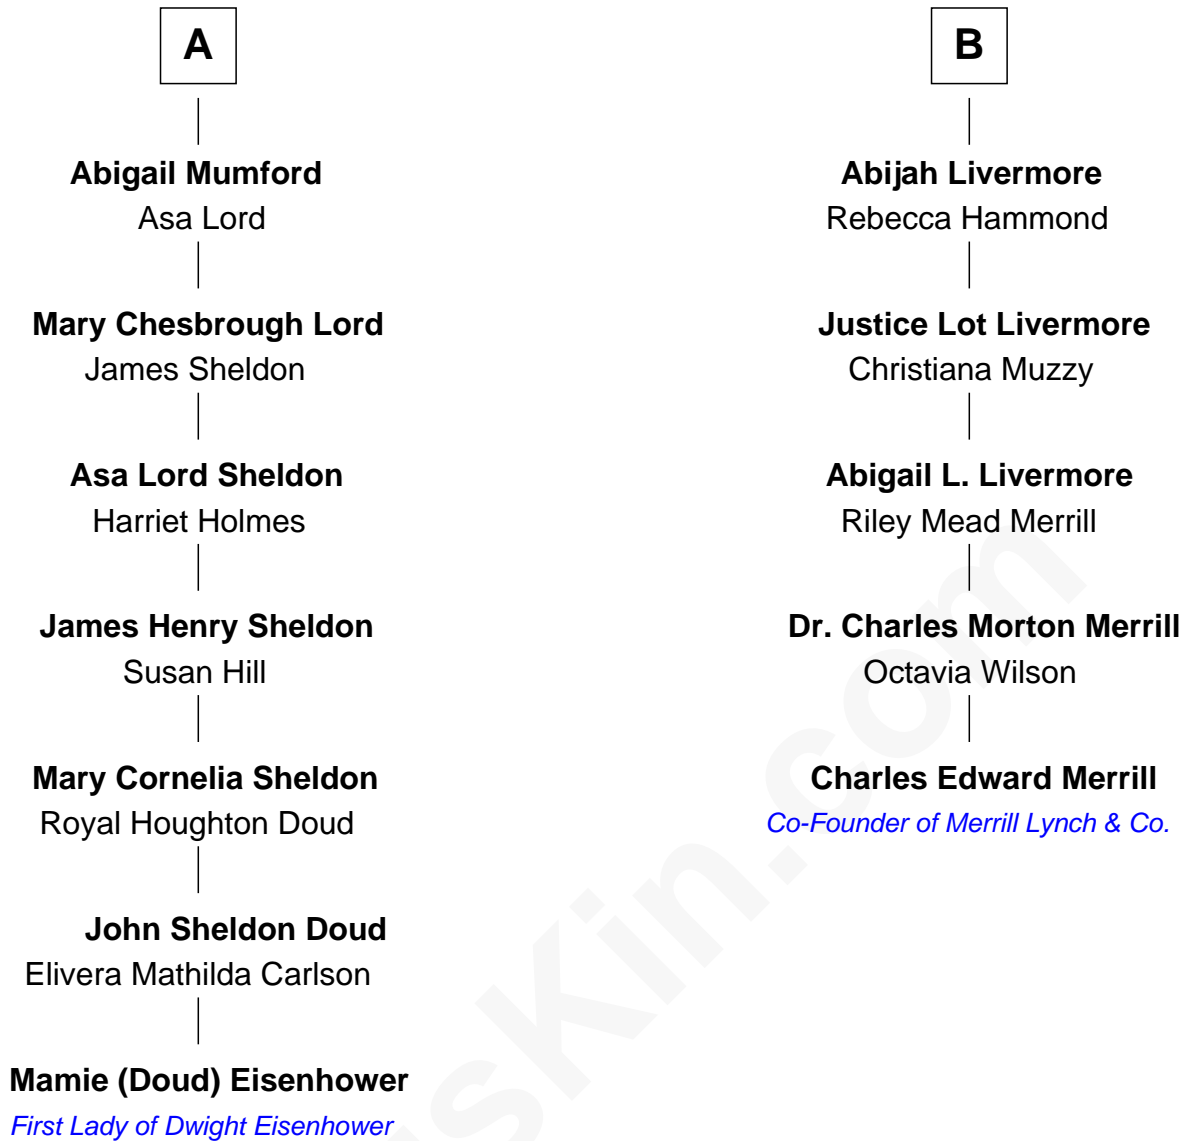 A
Abigail Mumford
Asa Lord
Mary Chesbrough Lord
James Sheldon
Asa Lord Sheldon
Harriet Holmes
James Henry Sheldon
Susan Hill
Mary Cornelia Sheldon
Royal Houghton Doud
John Sheldon Doud
Elivera Mathilda Carlson
Mamie (Doud) Eisenhower
First Lady of Dwight Eisenhower
B
Abijah Livermore
Rebecca Hammond
Justice Lot Livermore
Christiana Muzzy
Abigail L. Livermore
Riley Mead Merrill
Dr. Charles Morton Merrill
Octavia Wilson
Charles Edward Merrill
Co-Founder of Merrill Lynch & Co.